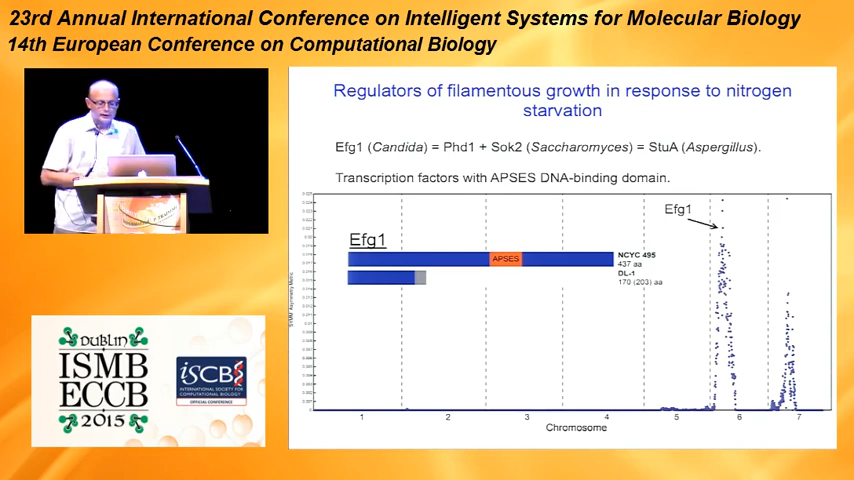 23rd Annual International Conference on Intelligent Systems for Molecular Biology
14th European Conference on Computational Biology
Regulators of filamentous growth in response to nitrogen
starvation
Efg1 (Candida) = Phd1 + Sok2 (Saccharomyces) = StuA (Aspergillus).
Transcription factors with APSES DNA-binding domain.
Efg1
Efg1
APSES
NCYC 495
437 aa
DL-1
170 (203) aa
1 2 3 4 5 6 7
Chromosome
DUBLIN
ISMB
ECCB
2015
ISCB
INTERNATIONAL SOCIETY FOR
COMPUTATIONAL BIOLOGY
OFFICIAL CONFERENCE